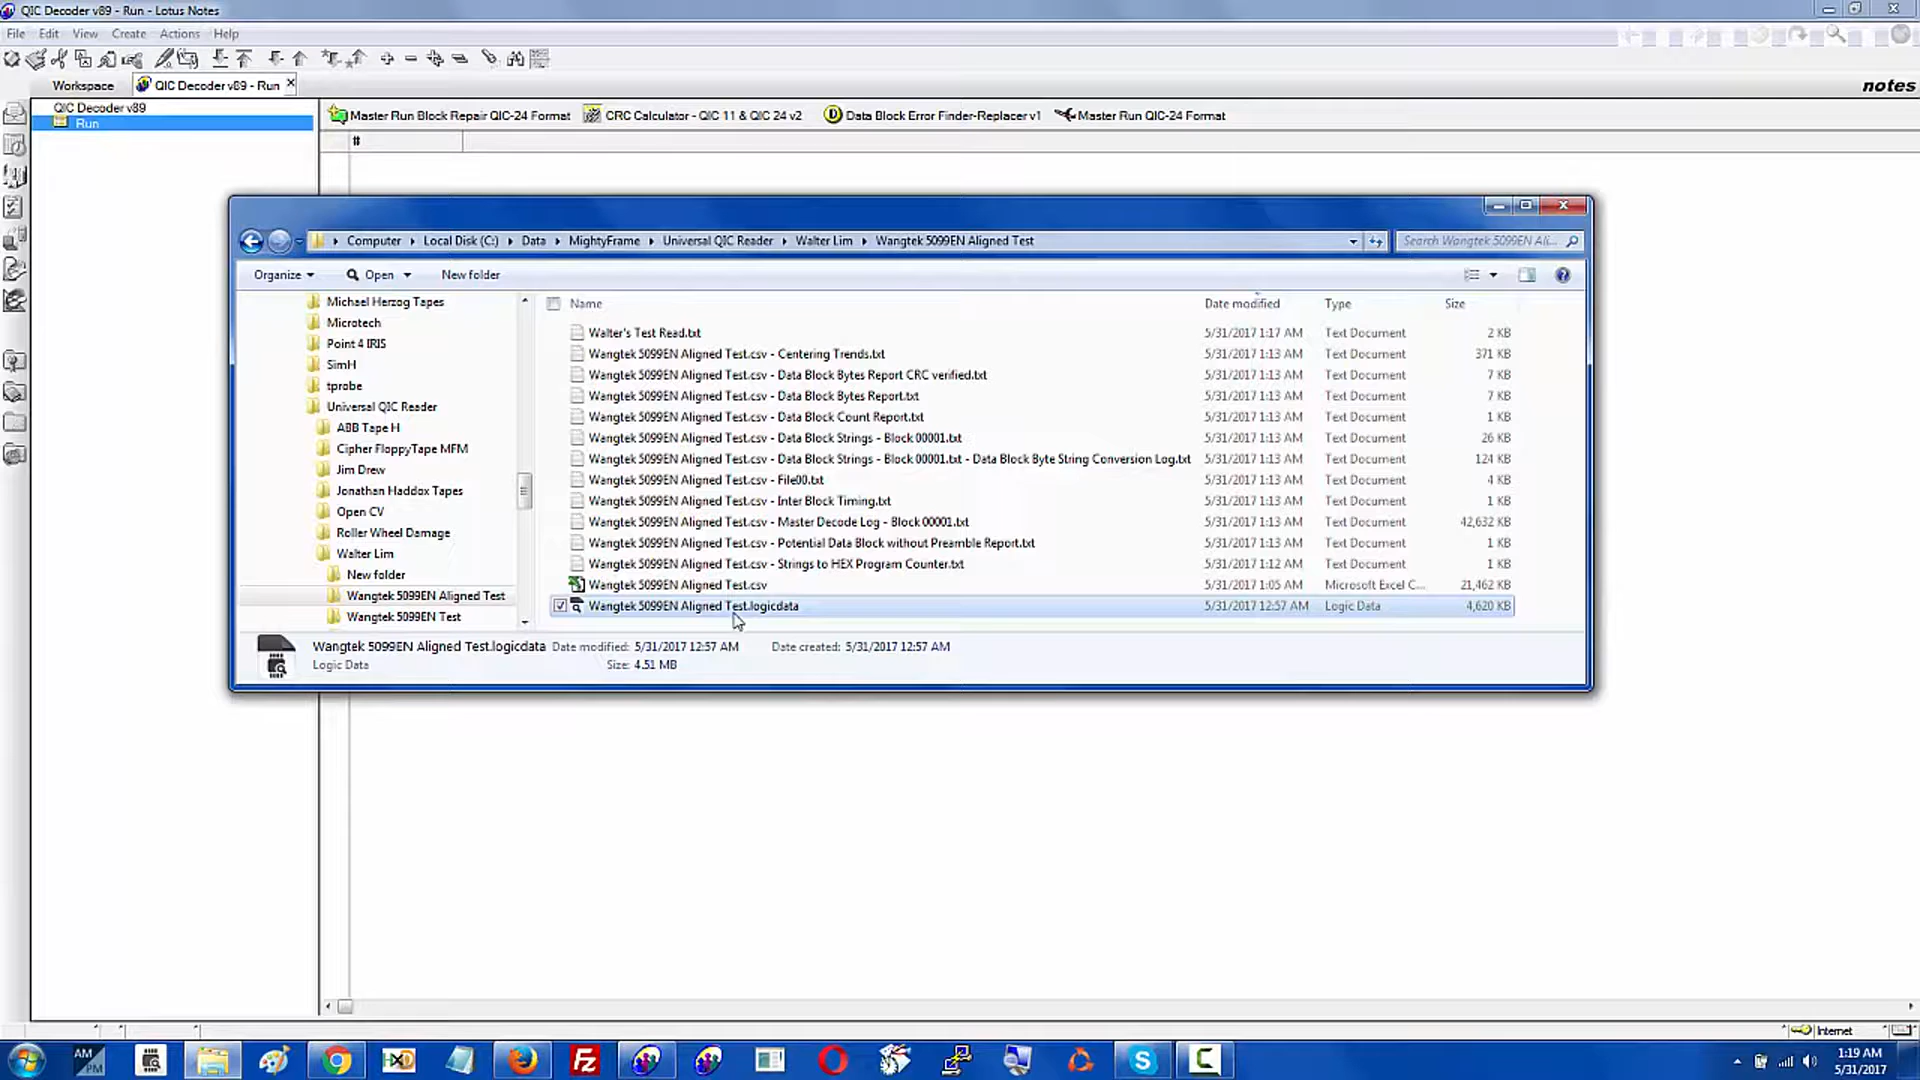 QIC Decoder v89 - Run - Lotus Notes
File Edit View Create Actions Help
Workspace QIC Decoder v89 - Run
notes
QIC Decoder v89
Run
Master Run Block Repair QIC-24 Format CRC Calculator - QIC 11 & QIC 24 v2 Data Block Error Finder-Replacer v1 Master Run QIC-24 Format
#
Computer Local Disk (C:) Data MightyFrame Universal QIC Reader Walter Lim Wangtek 5099EN Aligned Test Search Wangtek 5099EN Ali...
Organize Open New folder
Michael Herzog Tapes
Microtech
Point 4 IRIS
SimH
tprobe
Universal QIC Reader
ABB Tape H
Cipher FloppyTape MFM
Jim Drew
Jonathan Haddox Tapes
Open CV
Roller Wheel Damage
Walter Lim
New folder
Wangtek 5099EN Aligned Test
Wangtek 5099EN Test
Name Date modified Type Size
Walter's Test Read.txt 5/31/2017 1:17 AM Text Document 2 KB
Wangtek 5099EN Aligned Test.csv - Centering Trends.txt 5/31/2017 1:13 AM Text Document 371 KB
Wangtek 5099EN Aligned Test.csv - Data Block Bytes Report CRC verified.txt 5/31/2017 1:13 AM Text Document 7 KB
Wangtek 5099EN Aligned Test.csv - Data Block Bytes Report.txt 5/31/2017 1:13 AM Text Document 7 KB
Wangtek 5099EN Aligned Test.csv - Data Block Count Report.txt 5/31/2017 1:13 AM Text Document 1 KB
Wangtek 5099EN Aligned Test.csv - Data Block Strings - Block 00001.txt 5/31/2017 1:13 AM Text Document 26 KB
Wangtek 5099EN Aligned Test.csv - Data Block Strings - Block 00001.txt - Data Block Byte String Conversion Log.txt 5/31/2017 1:13 AM Text Document 124 KB
Wangtek 5099EN Aligned Test.csv - File00.txt 5/31/2017 1:13 AM Text Document 4 KB
Wangtek 5099EN Aligned Test.csv - Inter Block Timing.txt 5/31/2017 1:13 AM Text Document 1 KB
Wangtek 5099EN Aligned Test.csv - Master Decode Log - Block 00001.txt 5/31/2017 1:13 AM Text Document 42,632 KB
Wangtek 5099EN Aligned Test.csv - Potential Data Block without Preamble Report.txt 5/31/2017 1:13 AM Text Document 1 KB
Wangtek 5099EN Aligned Test.csv - Strings to HEX Program Counter.txt 5/31/2017 1:12 AM Text Document 1 KB
Wangtek 5099EN Aligned Test.csv 5/31/2017 1:05 AM Microsoft Excel C... 21,462 KB
Wangtek 5099EN Aligned Test.logicdata 5/31/2017 12:57 AM Logic Data 4,620 KB
Wangtek 5099EN Aligned Test.logicdata Date modified: 5/31/2017 12:57 AM Date created: 5/31/2017 12:57 AM
Logic Data Size: 4.51 MB
Internet
AM
PM
HXD
FZ
S
C
1:19 AM
5/31/2017